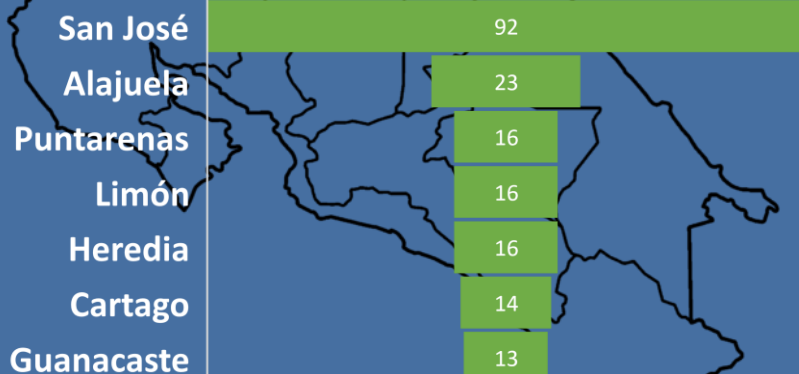 San José 92
Alajuela 23
Puntarenas 16
Limón 16
Heredia 16
Cartago 14
Guanacaste 13